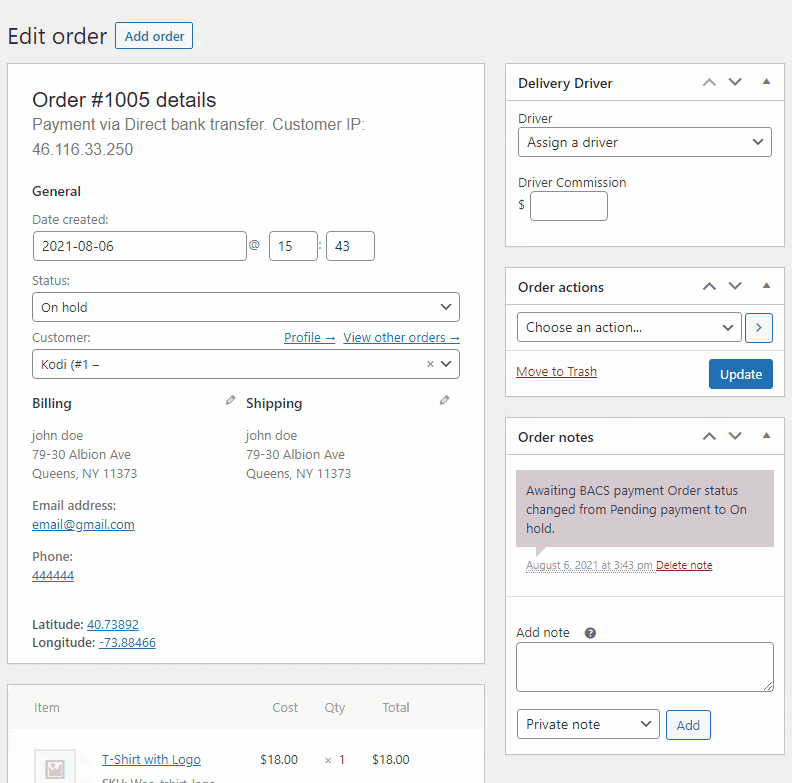 Edit order
Add order
Order #1005 details
Payment via Direct bank transfer. Customer IP:
46.116.33.250
General
Date created:
2021-08-06 @ 15 : 43
Status:
On hold
Customer: Profile → View other orders →
Kodi (#1 – ×
Billing
john doe
79-30 Albion Ave
Queens, NY 11373
Email address:
email@gmail.com
Phone:
444444
Shipping
john doe
79-30 Albion Ave
Queens, NY 11373
Latitude: 40.73892
Longitude: -73.88466
Item Cost Qty Total
T-Shirt with Logo $18.00 × 1 $18.00
SKU: Woo-tshirt-logo
Delivery Driver
Driver
Assign a driver
Driver Commission
$
Order actions
Choose an action...
Move to Trash
Update
Order notes
Awaiting BACS payment Order status
changed from Pending payment to On
hold.
August 6, 2021 at 3:43 pm Delete note
Add note ?
Private note
Add